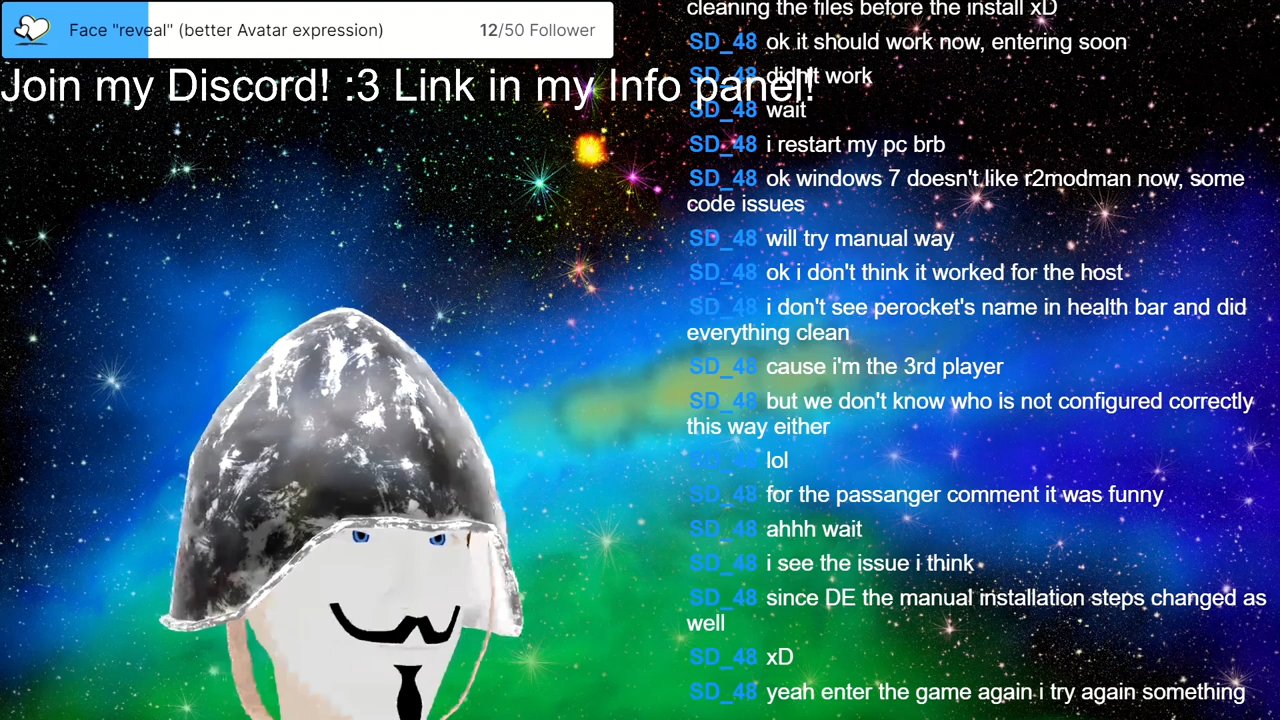 Face "reveal" (better Avatar expression) 12/50 Follower
Join my Discord! :3 Link in my Info panel!
cleaning the files before the install xD
SD_48 ok it should work now, entering soon
SD_48 didn't work
SD_48 wait
SD_48 i restart my pc brb
SD_48 ok windows 7 doesn't like r2modman now, some
code issues
SD_48 will try manual way
SD_48 ok i don't think it worked for the host
SD_48 i don't see perocket's name in health bar and did
everything clean
SD_48 cause i'm the 3rd player
SD_48 but we don't know who is not configured correctly
this way either
SD_48 lol
SD_48 for the passanger comment it was funny
SD_48 ahhh wait
SD_48 i see the issue i think
SD_48 since DE the manual installation steps changed as
well
SD_48 xD
SD_48 yeah enter the game again i try again something